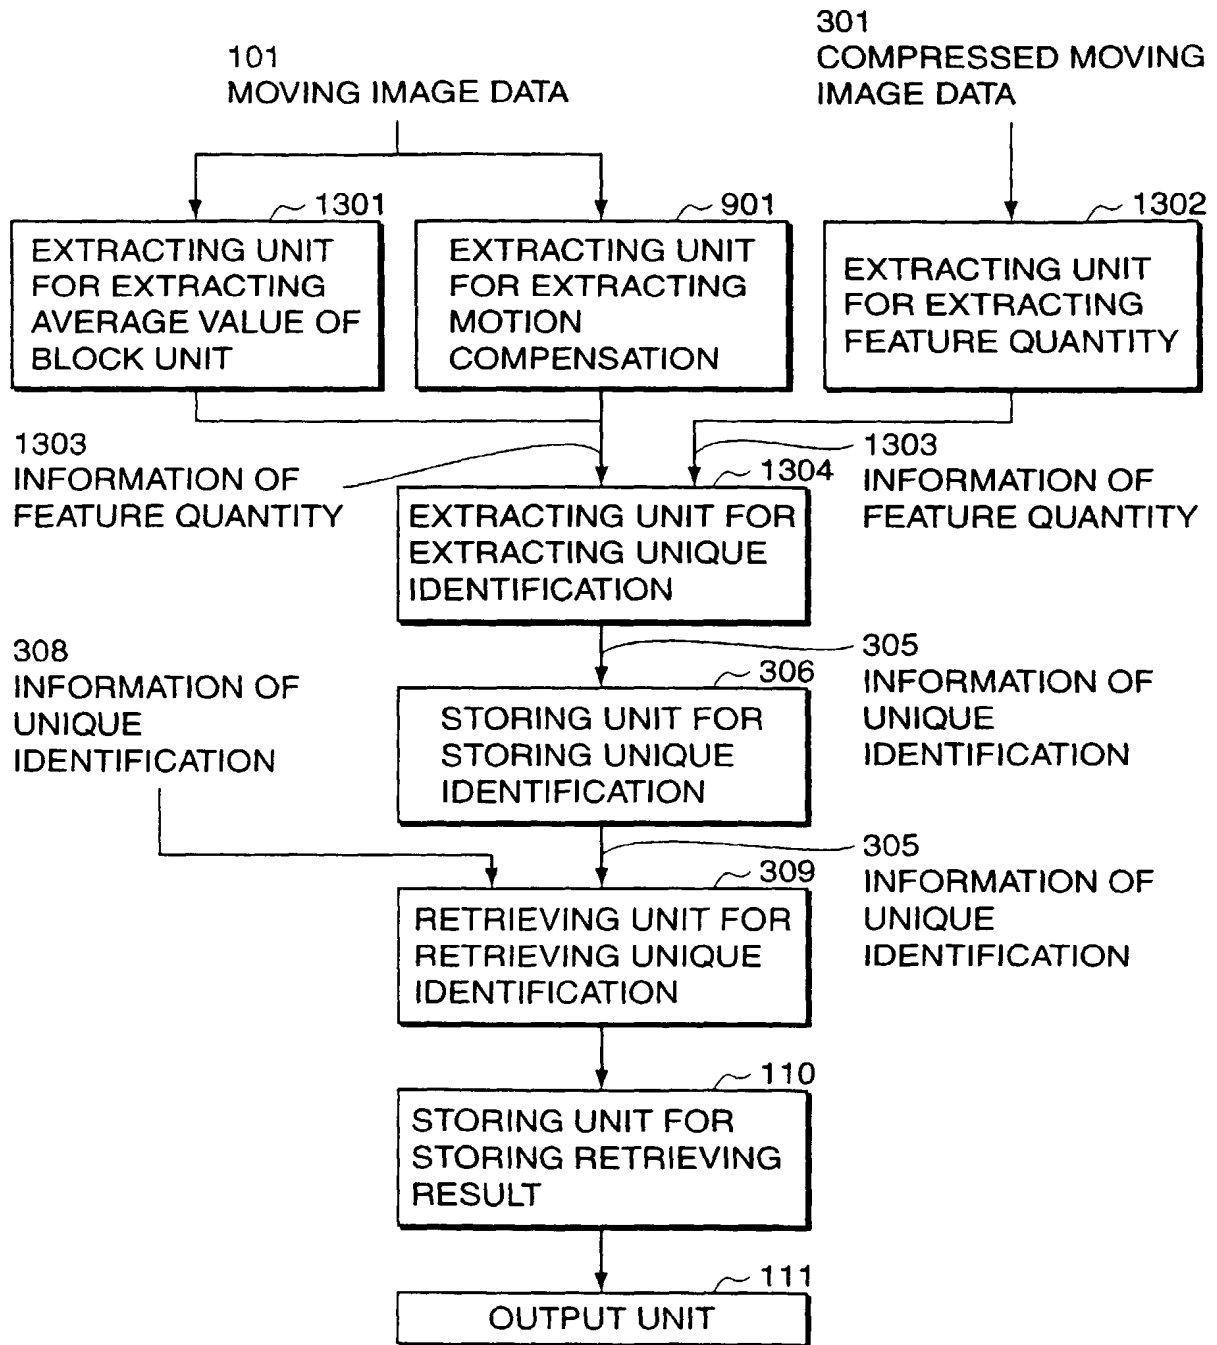 101
MOVING IMAGE DATA
301
COMPRESSED MOVING
IMAGE DATA
1301
EXTRACTING UNIT
FOR EXTRACTING
AVERAGE VALUE OF
BLOCK UNIT
901
EXTRACTING UNIT
FOR EXTRACTING
MOTION
COMPENSATION
1302
EXTRACTING UNIT
FOR EXTRACTING
FEATURE QUANTITY
1303
INFORMATION OF
FEATURE QUANTITY
1303
INFORMATION OF
FEATURE QUANTITY
1304
EXTRACTING UNIT FOR
EXTRACTING UNIQUE
IDENTIFICATION
308
INFORMATION OF
UNIQUE
IDENTIFICATION
305
INFORMATION OF
UNIQUE
IDENTIFICATION
306
STORING UNIT FOR
STORING UNIQUE
IDENTIFICATION
305
INFORMATION OF
UNIQUE
IDENTIFICATION
309
RETRIEVING UNIT FOR
RETRIEVING UNIQUE
IDENTIFICATION
110
STORING UNIT FOR
STORING RETRIEVING
RESULT
111
OUTPUT UNIT